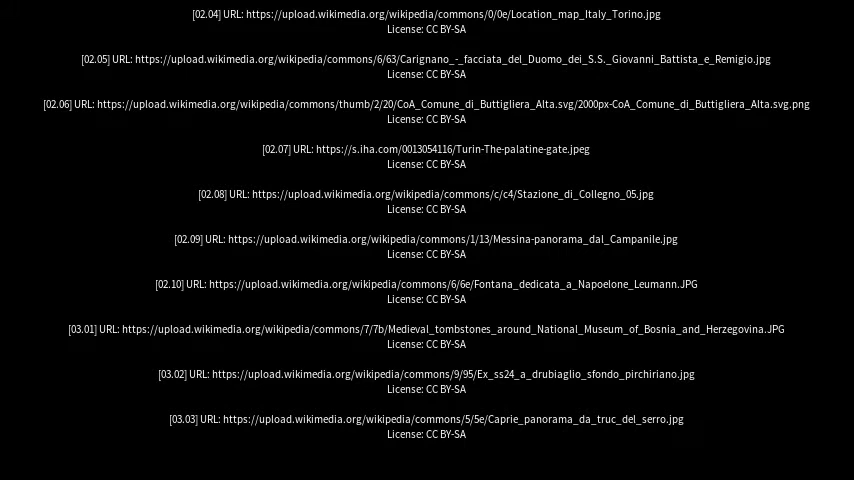 [02.04] URL: https://upload.wikimedia.org/wikipedia/commons/0/0e/Location_map_Italy_Torino.jpg
License: CC BY-SA
[02.05] URL: https://upload.wikimedia.org/wikipedia/commons/6/63/Carignano_-_facciata_del_Duomo_dei_S.S._Giovanni_Battista_e_Remigio.jpg
License: CC BY-SA
[02.06] URL: https://upload.wikimedia.org/wikipedia/commons/thumb/2/20/CoA_Comune_di_Buttigliera_Alta.svg/2000px-CoA_Comune_di_Buttigliera_Alta.svg.png
License: CC BY-SA
[02.07] URL: https://s.iha.com/0013054116/Turin-The-palatine-gate.jpeg
License: CC BY-SA
[02.08] URL: https://upload.wikimedia.org/wikipedia/commons/c/c4/Stazione_di_Collegno_05.jpg
License: CC BY-SA
[02.09] URL: https://upload.wikimedia.org/wikipedia/commons/1/13/Messina-panorama_dal_Campanile.jpg
License: CC BY-SA
[02.10] URL: https://upload.wikimedia.org/wikipedia/commons/6/6e/Fontana_dedicata_a_Napoelone_Leumann.JPG
License: CC BY-SA
[03.01] URL: https://upload.wikimedia.org/wikipedia/commons/7/7b/Medieval_tombstones_around_National_Museum_of_Bosnia_and_Herzegovina.JPG
License: CC BY-SA
[03.02] URL: https://upload.wikimedia.org/wikipedia/commons/9/95/Ex_ss24_a_drubiaglio_sfondo_pirchiriano.jpg
License: CC BY-SA
[03.03] URL: https://upload.wikimedia.org/wikipedia/commons/5/5e/Caprie_panorama_da_truc_del_serro.jpg
License: CC BY-SA